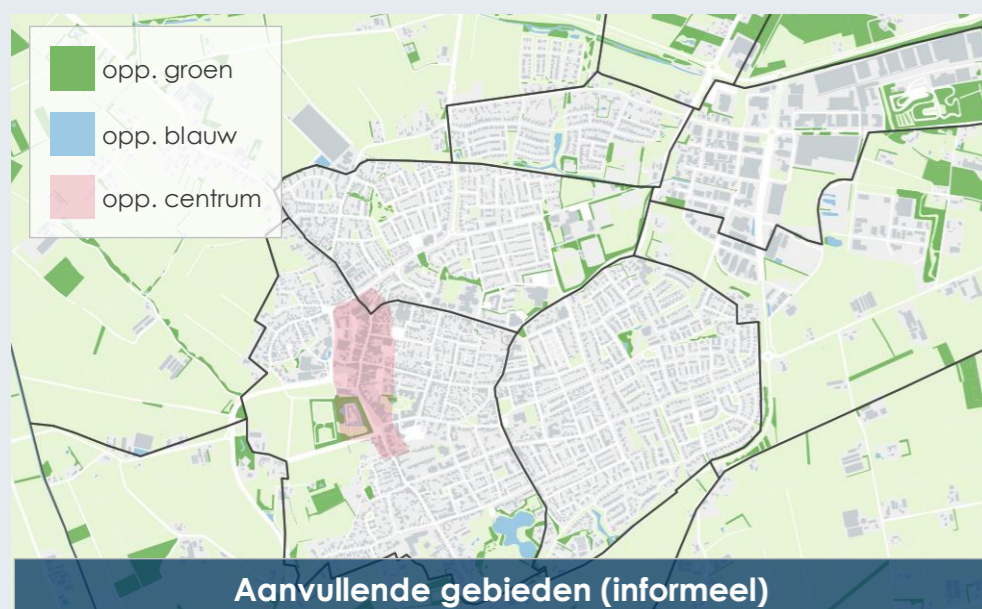 opp. groen
opp. blauw
opp. centrum
Aanvullende gebieden (informeel)